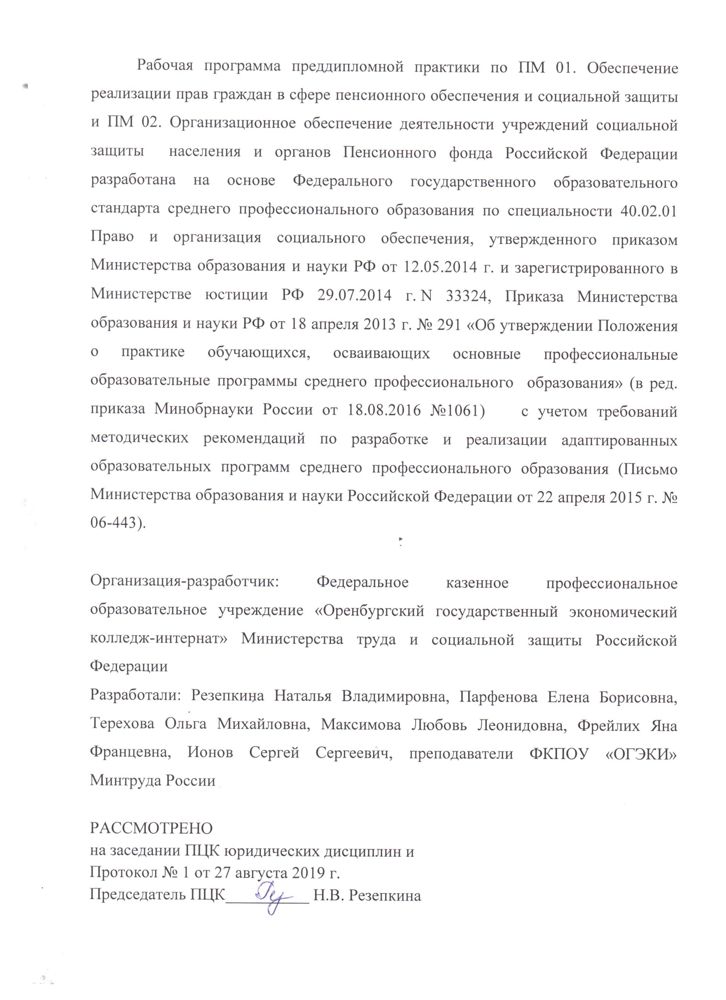 Рабочая программа преддипломной практики по ПМ 01. Обеспечение
реализации прав граждан в сфере пенсионного обеспечения и социальной защиты
и ПМ 02. Организационное обеспечение деятельности учреждений социальной
защиты населения и органов Пенсионного фонда Российской Федерации
разработана на основе Федерального государственного образовательного
стандарта среднего профессионального образования по специальности 40.02.01
Право и организация социального обеспечения, утвержденного приказом
Министерства образования и науки РФ от 12.05.2014 г. и зарегистрированного в
Министерстве юстиции РФ 29.07.2014 г. N 33324, Приказа Министерства
образования и науки РФ от 18 апреля 2013 г. № 291 «Об утверждении Положения
о практике обучающихся, осваивающих основные профессиональные
образовательные программы среднего профессионального образования» (в ред.
приказа Минобрнауки России от 18.08.2016 №1061) с учетом требований
методических рекомендаций по разработке и реализации адаптированных
образовательных программ среднего профессионального образования (Письмо
Министерства образования и науки Российской Федерации от 22 апреля 2015 г. №
06-443).
Организация-разработчик: Федеральное казенное профессиональное
образовательное учреждение «Оренбургский государственный экономический
колледж-интернат» Министерства труда и социальной защиты Российской
Федерации
Разработали: Резепкина Наталья Владимировна, Парфенова Елена Борисовна,
Терехова Ольга Михайловна, Максимова Любовь Леонидовна, Фрейлих Яна
Францевна, Ионов Сергей Сергеевич, преподаватели ФКПОУ «ОГЭКИ»
Минтруда России
РАССМОТРЕНО
на заседании ПЦК юридических дисциплин и
Протокол № 1 от 27 августа 2019 г.
Председатель ПЦК__________ Н.В. Резепкина